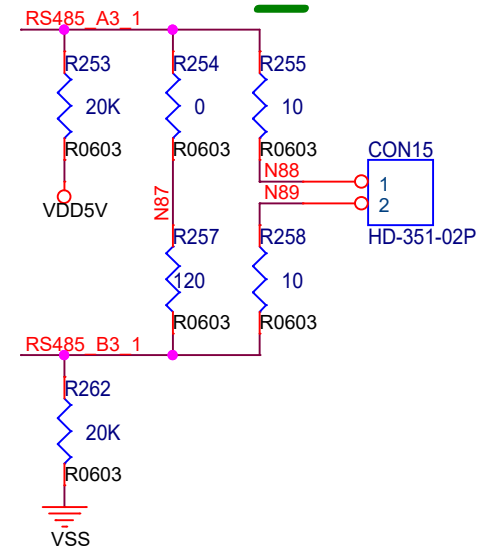 RS485_A3_1
R253
R254
R255
20K
0
10
R0603
R0603
R0603
CON15
N88
1
N89
2
VDD5V
N87
HD-351-02P
R257
R258
120
10
R0603
R0603
RS485_B3_1
R262
20K
R0603
VSS